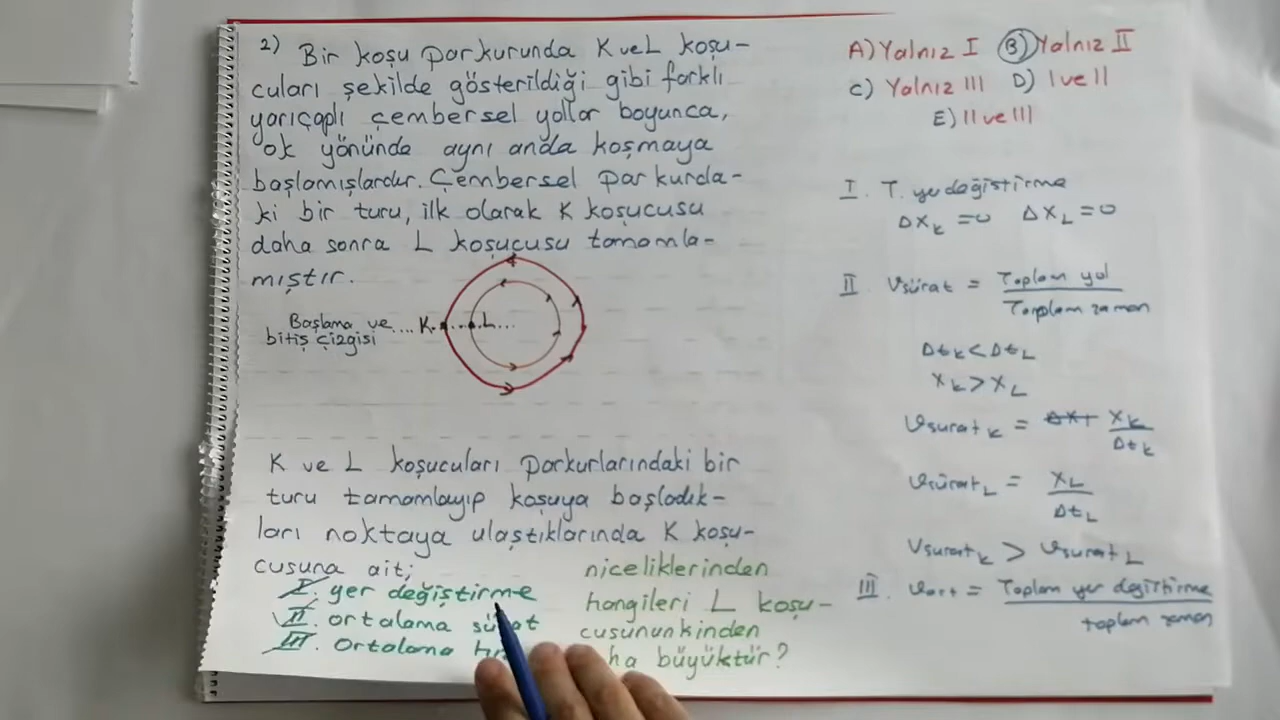 2) Bir koşu parkurunda K ve L koşu-
cuları şekilde gösterildiği gibi farklı
yarıçaplı çembersel yollar boyunca,
ok yönünde aynı anda koşmaya
başlamışlardır. Çembersel parkurda-
ki bir turu, ilk olarak K koşucusu
daha sonra L koşucusu tamamla-
mıştır.
Başlama ve.... K. .... L...
bitiş çizgisi
K ve L koşucuları parkurlarındaki bir
turu tamamlayıp koşuya başladık-
ları noktaya ulaştıklarında K koşu-
cusuna ait;
I. yer değiştirme
II. ortalama sürat
III. Ortalama
niceliklerinden
hangileri L koşu-
cusununkinden
büyüktür?
A) Yalnız I B) Yalnız II
C) Yalnız III D) I ve II
E) II ve III
I. T. yer değiştirme
ΔX_K = 0 ΔX_L = 0
II Vsürat = Toplam yol
Toplam zaman
Δt_K < Δt_L
X_K > X_L
Vsurat_K = ΔX_1 X_K
Δt_K
Vsürat_L = X_L
Δt_L
Vsurat_K > Vsurat_L
III. Vort = Toplam yer değiştirme
toplam zaman